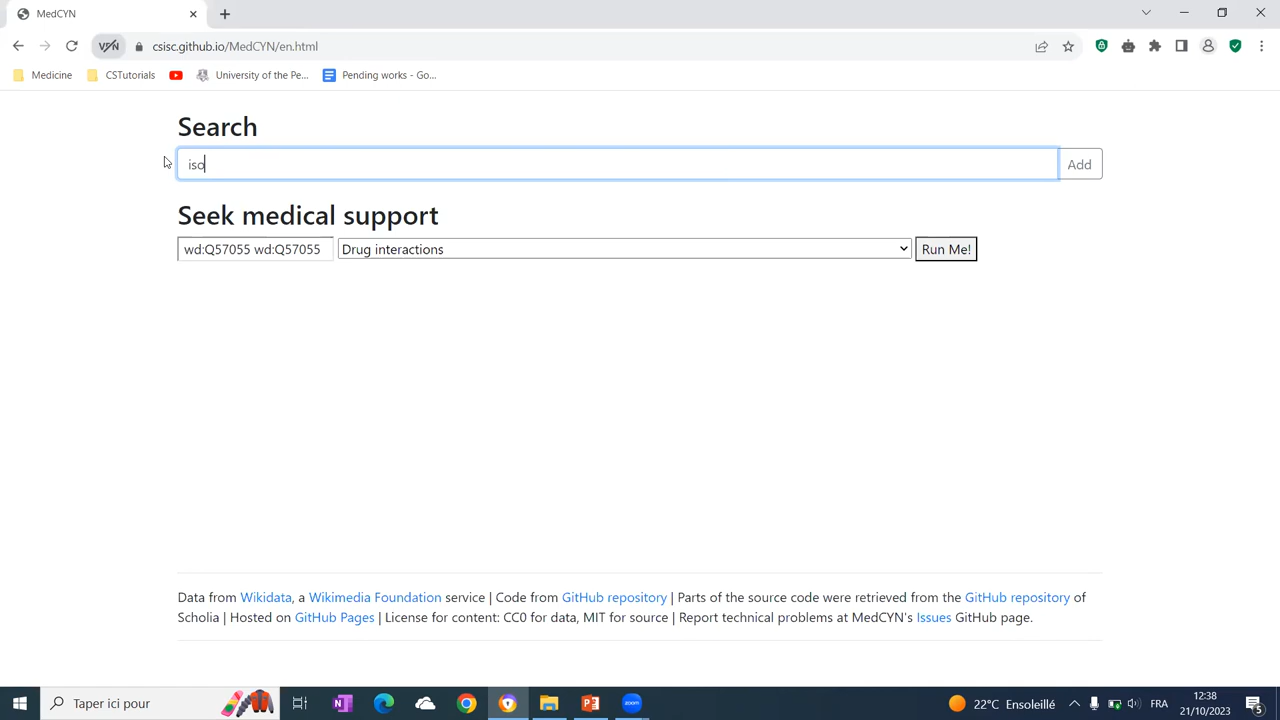 MedCYN
VPN csisc.github.io/MedCYN/en.html
Medicine CSTutorials University of the Pe... Pending works - Go...
Search
iso Add
Seek medical support
wd:Q57055 wd:Q57055 Drug interactions Run Me!
Data from Wikidata, a Wikimedia Foundation service | Code from GitHub repository | Parts of the source code were retrieved from the GitHub repository of
Scholia | Hosted on GitHub Pages | License for content: CC0 for data, MIT for source | Report technical problems at MedCYN's Issues GitHub page.
Taper ici pour zoom 22°C Ensoleillé FRA 12:38
21/10/2023 5